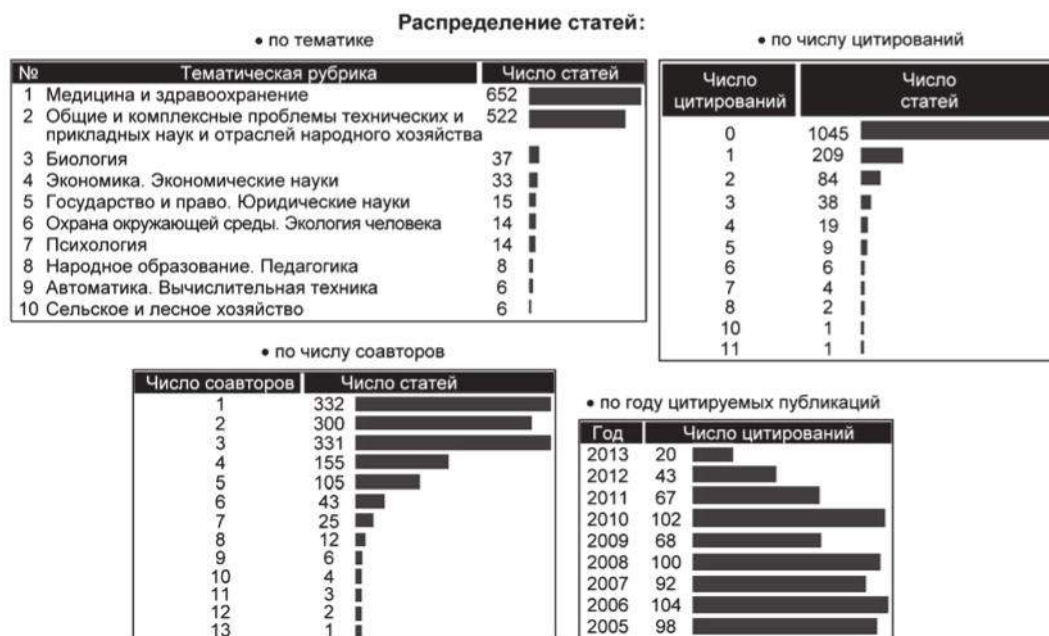 Распределение статей:
• по тематике
№ Тематическая рубрика Число статей
1 Медицина и здравоохранение 652
2 Общие и комплексные проблемы технических и 522
прикладных наук и отраслей народного хозяйства
3 Биология 37
4 Экономика. Экономические науки 33
5 Государство и право. Юридические науки 15
6 Охрана окружающей среды. Экология человека 14
7 Психология 14
8 Народное образование. Педагогика 8
9 Автоматика. Вычислительная техника 6
10 Сельское и лесное хозяйство 6
• по числу цитирований
Число Число
цитирований статей
0 1045
1 209
2 84
3 38
4 19
5 9
6 6
7 4
8 2
10 1
11 1
• по числу соавторов
Число соавторов Число статей
1 332
2 300
3 331
4 155
5 105
6 43
7 25
8 12
9 6
10 4
11 3
12 2
13 1
• по году цитируемых публикаций
Год Число цитирований
2013 20
2012 43
2011 67
2010 102
2009 68
2008 100
2007 92
2006 104
2005 98